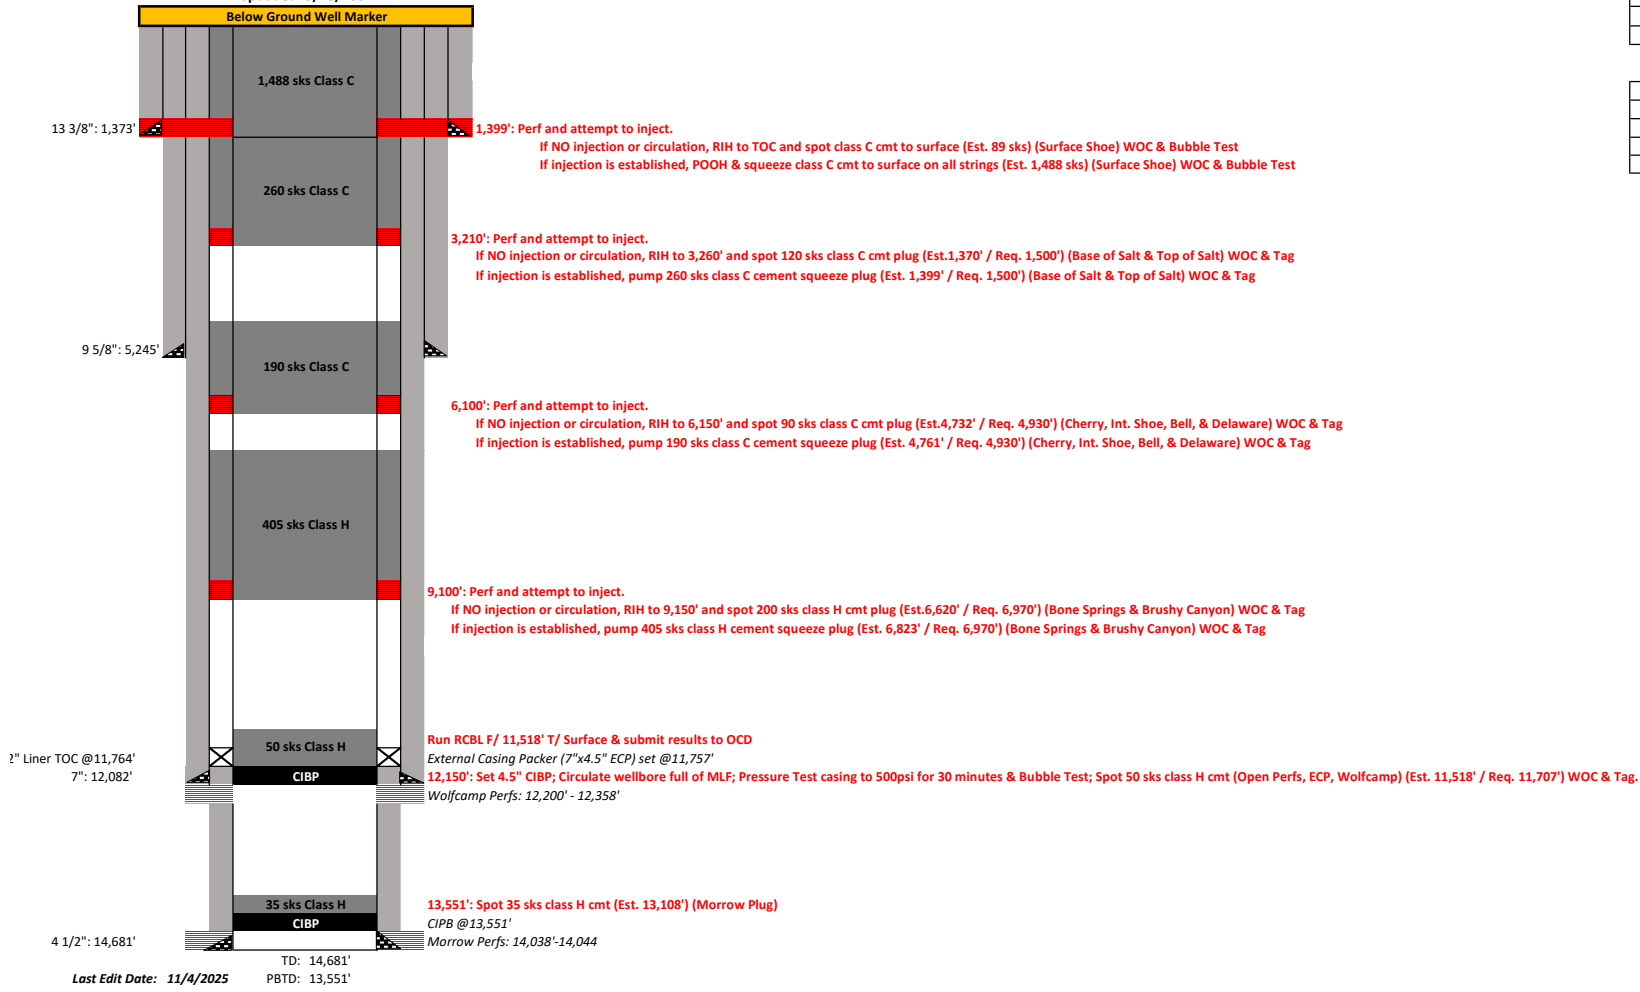 Below Ground Well Marker
1,488 sks Class C
13 3/8": 1,373'
1,399': Perf and attempt to inject.
If NO injection or circulation, RIH to TOC and spot class C cmt to surface (Est. 89 sks) (Surface Shoe) WOC & Bubble Test
If injection is established, POOH & squeeze class C cmt to surface on all strings (Est. 1,488 sks) (Surface Shoe) WOC & Bubble Test
260 sks Class C
3,210': Perf and attempt to inject.
If NO injection or circulation, RIH to 3,260' and spot 120 sks class C cmt plug (Est.1,370' / Req. 1,500') (Base of Salt & Top of Salt) WOC & Tag
If injection is established, pump 260 sks class C cement squeeze plug (Est. 1,399' / Req. 1,500') (Base of Salt & Top of Salt) WOC & Tag
9 5/8": 5,245'
190 sks Class C
6,100': Perf and attempt to inject.
If NO injection or circulation, RIH to 6,150' and spot 90 sks class C cmt plug (Est.4,732' / Req. 4,930') (Cherry, Int. Shoe, Bell, & Delaware) WOC & Tag
If injection is established, pump 190 sks class C cement squeeze plug (Est. 4,761' / Req. 4,930') (Cherry, Int. Shoe, Bell, & Delaware) WOC & Tag
405 sks Class H
9,100': Perf and attempt to inject.
If NO injection or circulation, RIH to 9,150' and spot 200 sks class H cmt plug (Est.6,620' / Req. 6,970') (Bone Springs & Brushy Canyon) WOC & Tag
If injection is established, pump 405 sks class H cement squeeze plug (Est. 6,823' / Req. 6,970') (Bone Springs & Brushy Canyon) WOC & Tag
50 sks Class H
Run RCBL F/ 11,518' T/ Surface & submit results to OCD
2" Liner TOC @11,764'
External Casing Packer (7"x4.5" ECP) set @11,757'
7": 12,082'
CIBP
12,150': Set 4.5" CIBP; Circulate wellbore full of MLF; Pressure Test casing to 500psi for 30 minutes & Bubble Test; Spot 50 sks class H cmt (Open Perfs, ECP, Wolfcamp) (Est. 11,518' / Req. 11,707') WOC & Tag.
Wolfcamp Perfs: 12,200' - 12,358'
35 sks Class H
13,551': Spot 35 sks class H cmt (Est. 13,108') (Morrow Plug)
CIBP
CIPB @13,551'
4 1/2": 14,681'
Morrow Perfs: 14,038'-14,044
TD: 14,681'
Last Edit Date: 11/4/2025
PBTD: 13,551'